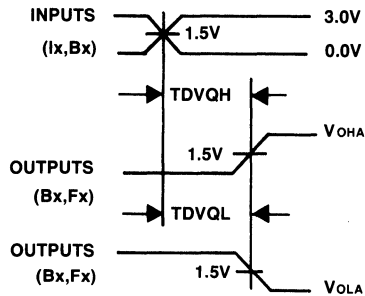 INPUTS
3.0V
1.5V
(Ix,Bx)
0.0V
TDVQH
VOHA
1.5V
OUTPUTS
(Bx,Fx)
TDVQL
OUTPUTS
(Bx,Fx)
1.5V
VOLA